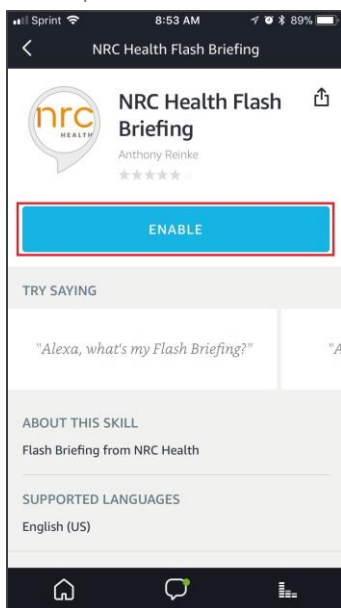 Sprint 8:53 AM 89%
NRC Health Flash Briefing
nrc
HEALTH
NRC Health Flash
Briefing
Anthony Reinke
ENABLE
TRY SAYING
"Alexa, what's my Flash Briefing?" "A
ABOUT THIS SKILL
Flash Briefing from NRC Health
SUPPORTED LANGUAGES
English (US)